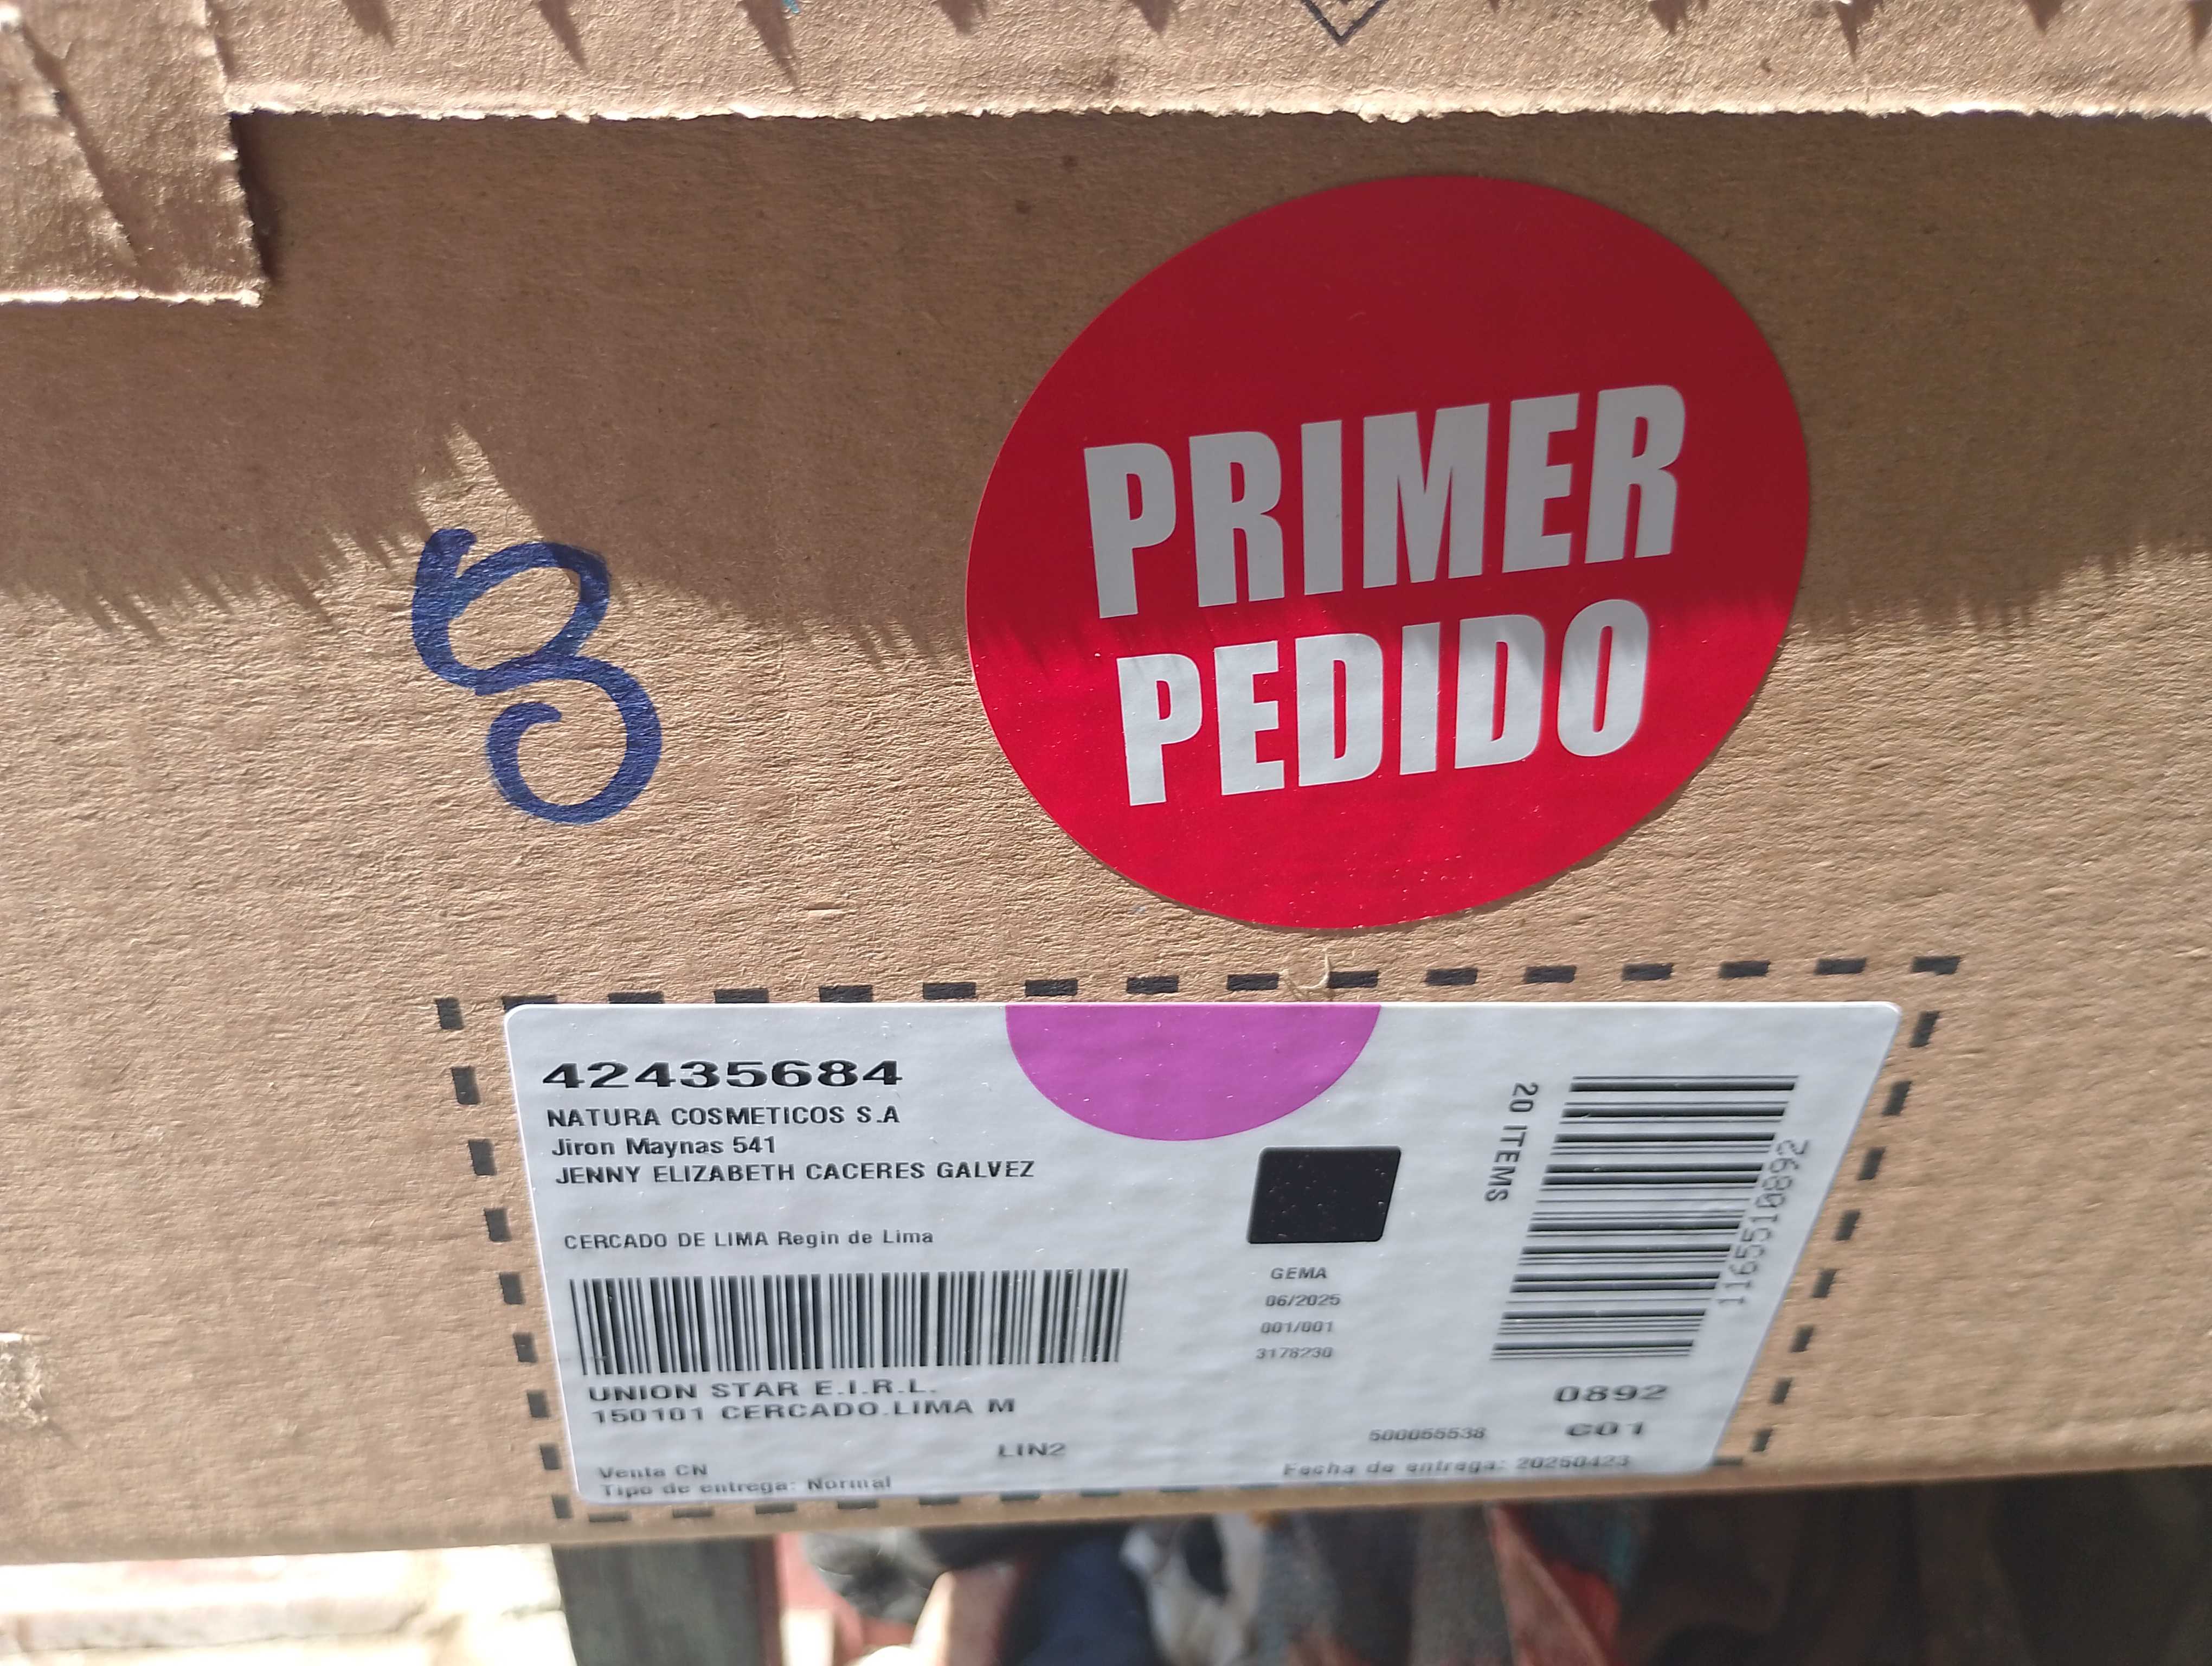 8
PRIMER
PEDIDO
42435684
NATURA COSMETICOS S.A
Jiron Maynas 541
JENNY ELIZABETH CACERES GALVEZ
CERCADO DE LIMA Regin de Lima
UNION STAR E.I.R.L.
150101 CERCADO.LIMA M
LIN2
Venta CN
Tipo de entrega: Normal
GEMA
06/2025
001/001
3178230
20 ITEMS
1165510892
0892
C01
500055538
Fecha de entrega: 20250423